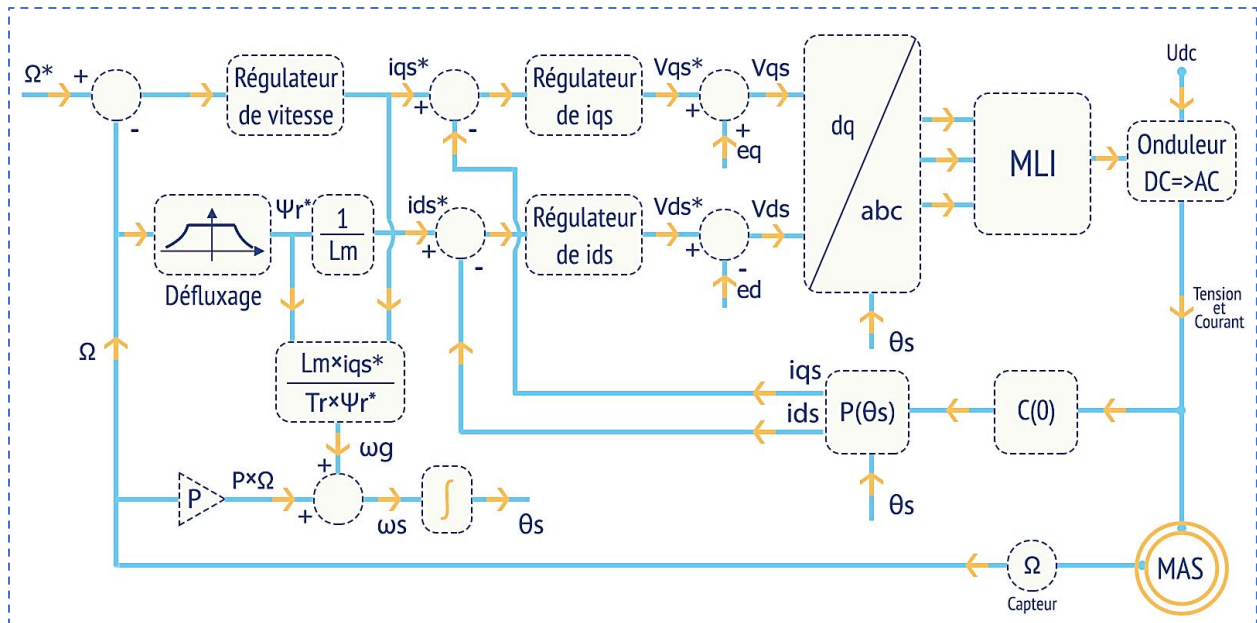 Ω*
+
-
Régulateur
de vitesse
iqs*
+
-
Régulateur
de iqs
Vqs*
+
+
eq
Vqs
dq
abc
θs
MLI
Udc
Onduleur
DC=>AC
Tension
et
Courant
Défluxage
Ψr*
1
Lm
ids*
+
-
Régulateur
de ids
Vds*
+
-
ed
Vds
Ω
Lm×iqs*
Tr×Ψr*
ωg
iqs
ids
P(θs)
θs
C(0)
P
P×Ω
+
+
ωs
∫
θs
Ω
Capteur
MAS